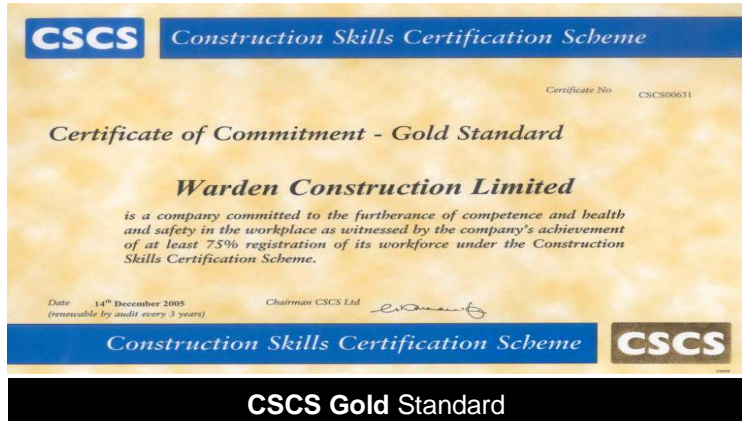 CSCS Construction Skills Certification Scheme
Certificate No CSCS00631
Certificate of Commitment - Gold Standard
Warden Construction Limited
is a company committed to the furtherance of competence and health
and safety in the workplace as witnessed by the company's achievement
of at least 75% registration of its workforce under the Construction
Skills Certification Scheme.
Date 14th December 2005 Chairman CSCS Ltd
(renewable by audit every 3 years)
Construction Skills Certification Scheme CSCS
CSCS Gold Standard